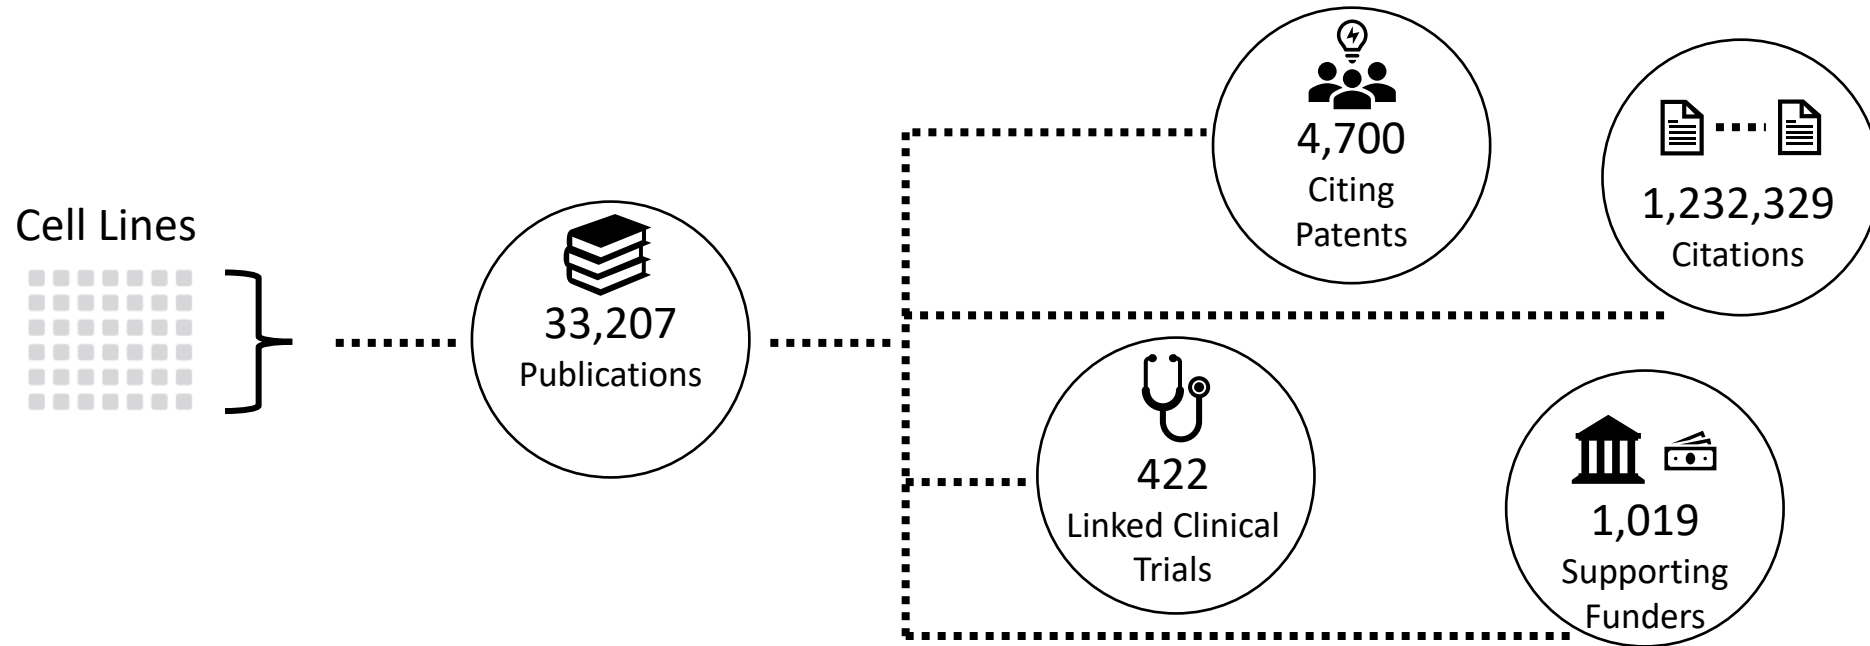 Cell Lines
33,207
Publications
4,700
Citing
Patents
1,232,329
Citations
422
Linked Clinical
Trials
1,019
Supporting
Funders